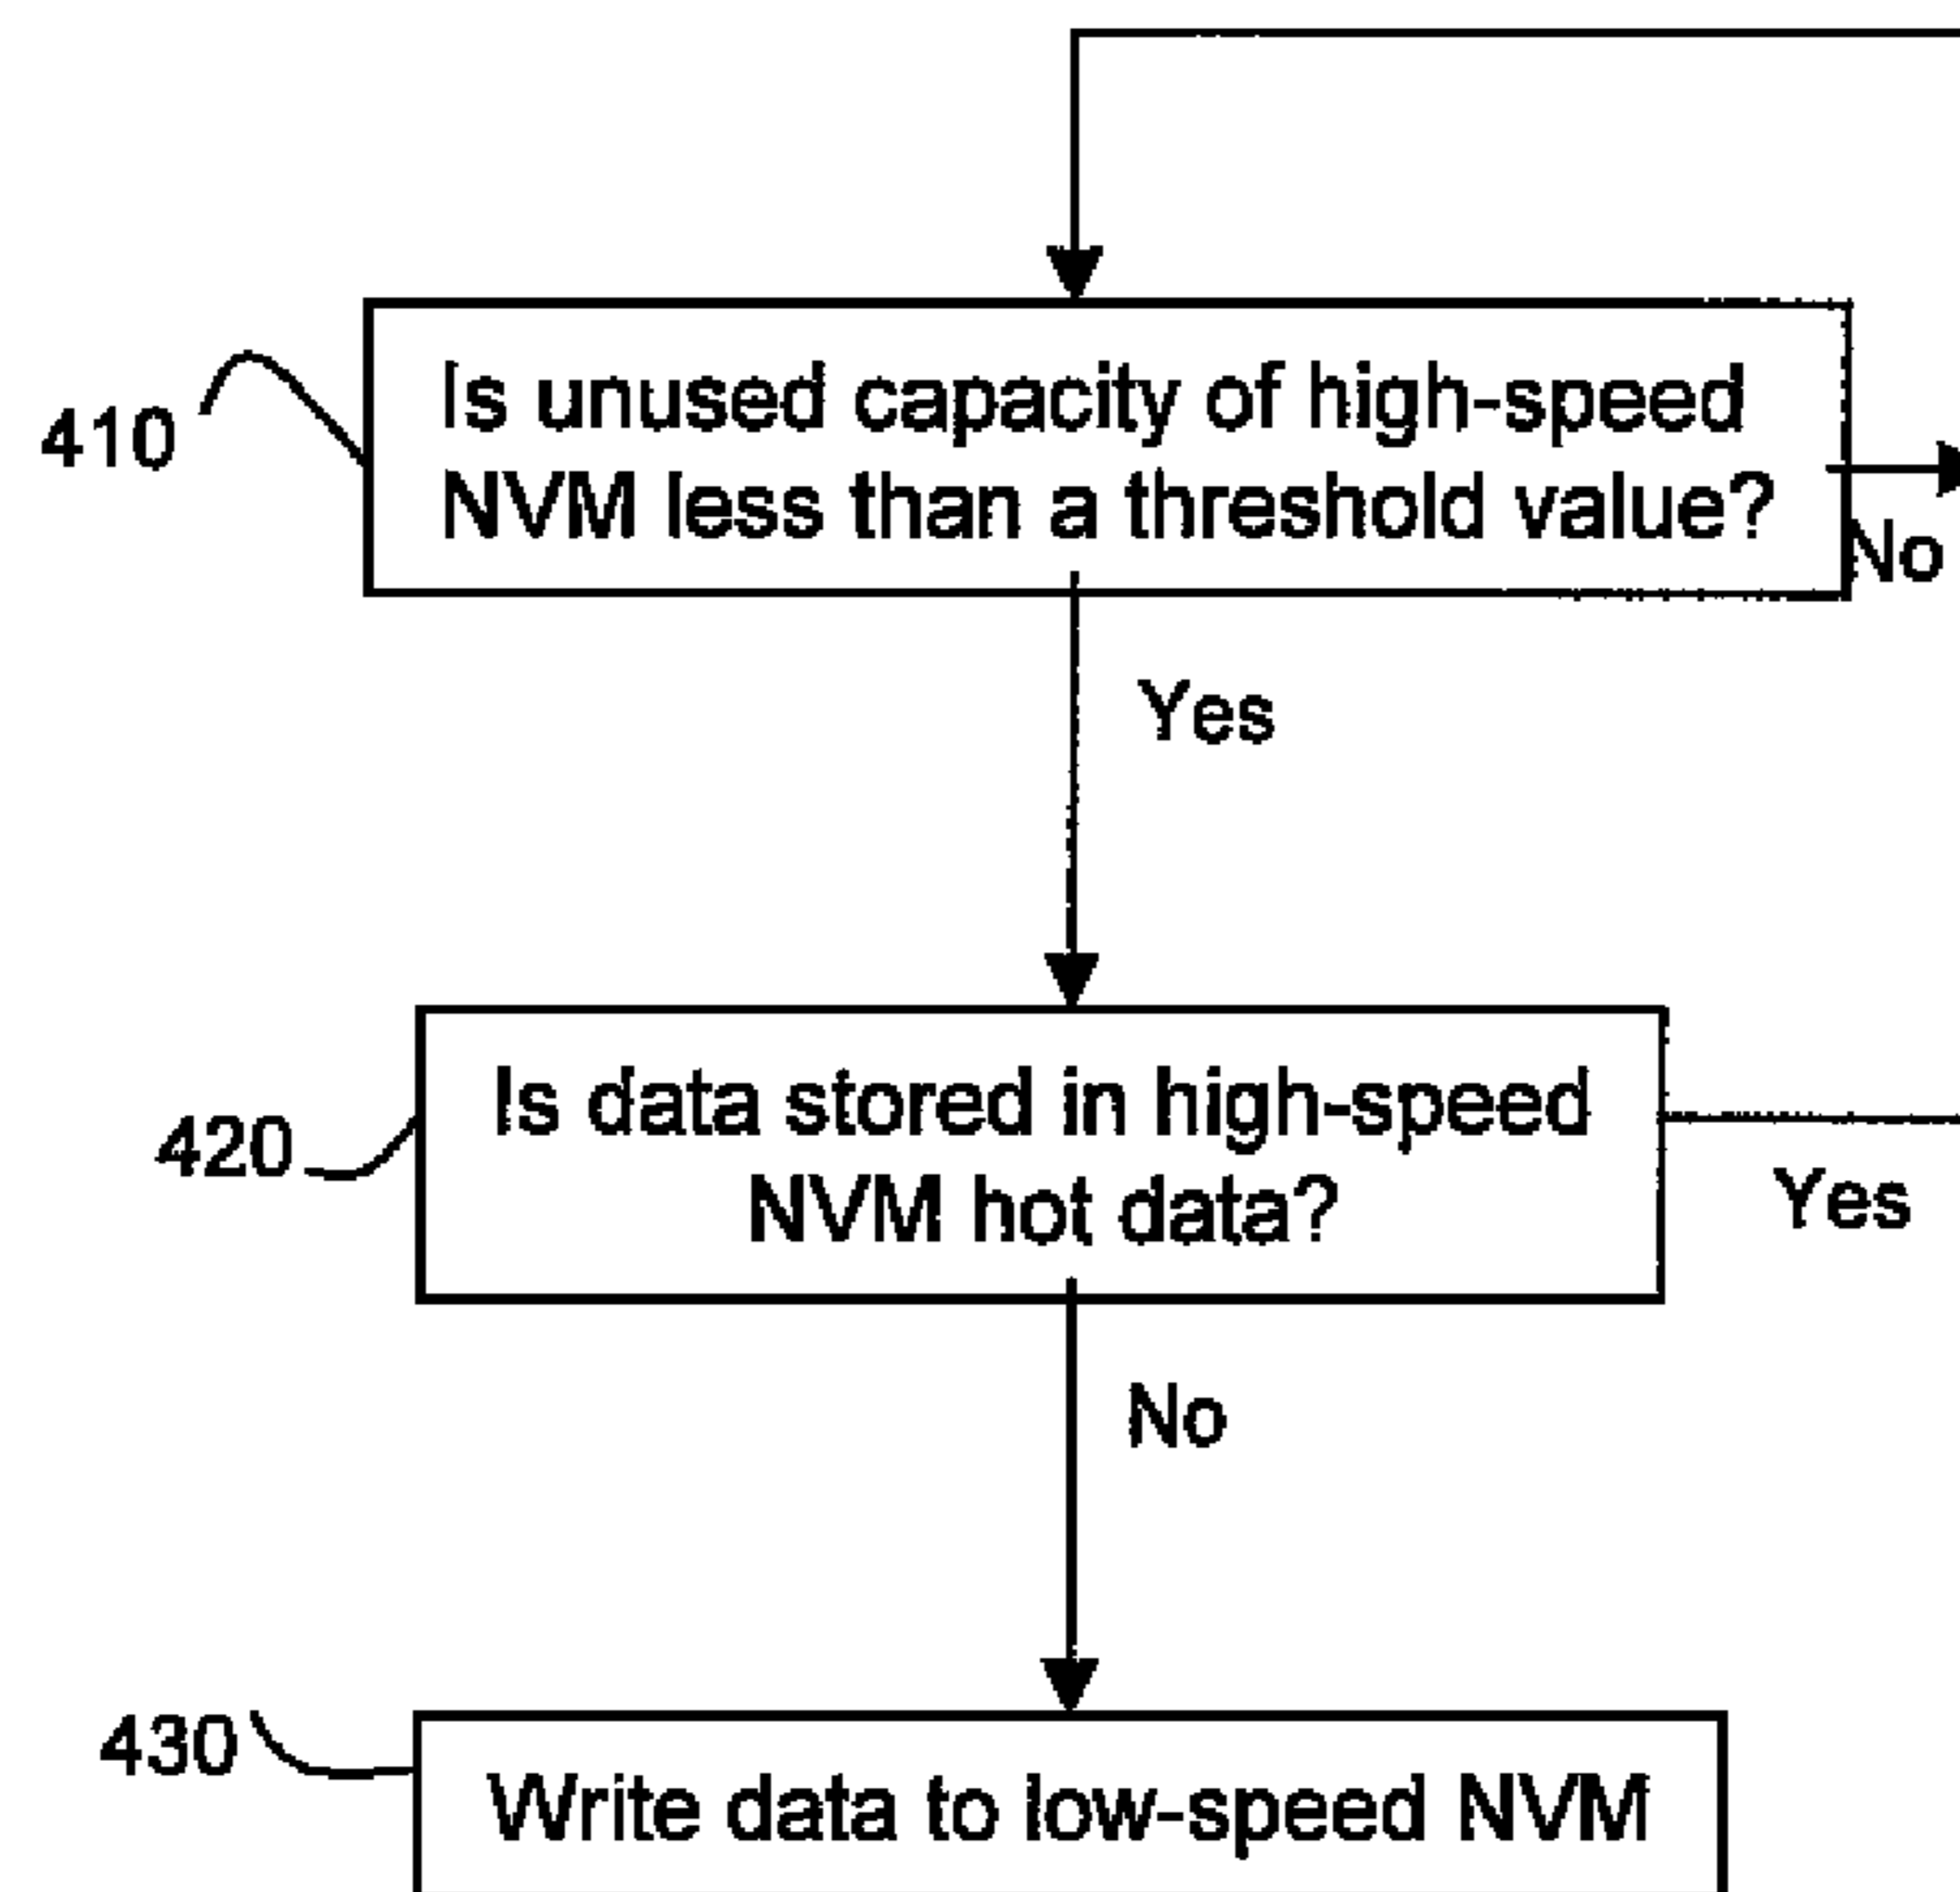 410
Is unused capacity of high-speed
NVM less than a threshold value?
No
Yes
420
Is data stored in high-speed
NVM hot data?
Yes
No
430
Write data to low-speed NVM